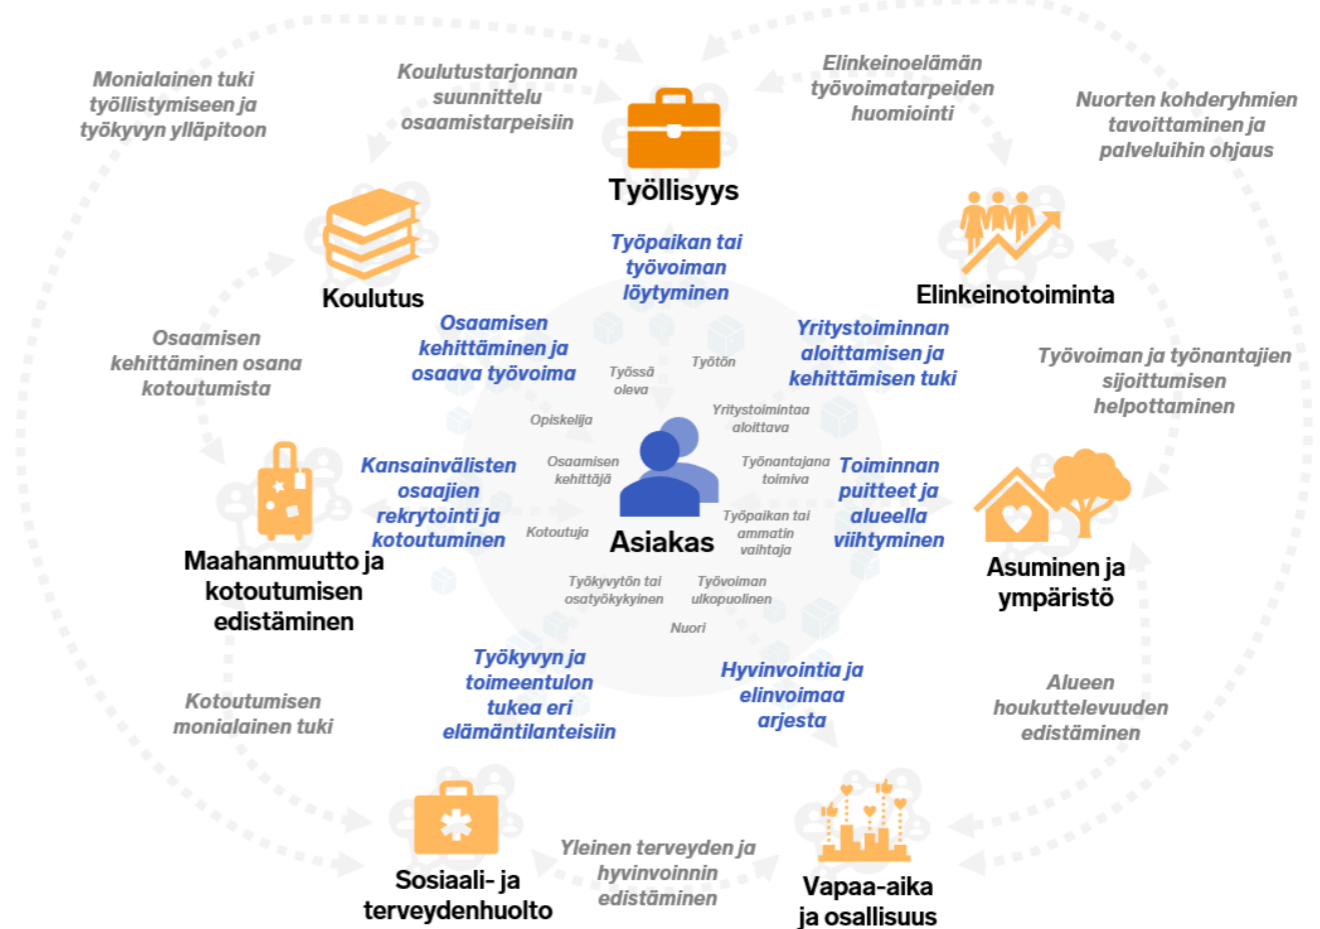 Monialainen tuki
työllistymiseen ja
työkyvyn ylläpitoon
Koulutustarjonnan
suunnittelu
osaamistarpeisiin
Elinkeinoelämän
työvoimatarpeiden
huomiointi
Nuorten kohderyhmien
tavoittaminen ja
palveluihin ohjaus
Työllisyys
Työpaikan tai
työvoiman
löytyminen
Koulutus
Elinkeinotoiminta
Osaamisen
kehittäminen ja
osaava työvoima
Yritystoiminnan
aloittamisen ja
kehittämisen tuki
Osaamisen
kehittäminen osana
kotoutumista
Työvoiman ja työnantajien
sijoittumisen
helpottaminen
Työssä
oleva
Työtön
Opiskelija
Yritystoimintaa
aloittava
Osaamisen
kehittäjä
Työnantajana
toimiva
Kotoutuja
Työpaikan tai
ammatin
vaihtaja
Asiakas
Työkyvytön tai
osatyökykyinen
Työvoiman
ulkopuolinen
Nuori
Kansainvälisten
osaajien
rekrytointi ja
kotoutuminen
Toiminnan
puitteet ja
alueella
viihtyminen
Maahanmuutto ja
kotoutumisen
edistäminen
Asuminen ja
ympäristö
Työkyvyn ja
toimeentulon
tukea eri
elämäntilanteisiin
Hyvinvointia ja
elinvoimaa
arjesta
Kotoutumisen
monialainen tuki
Alueen
houkuttelevuuden
edistäminen
Sosiaali- ja
terveydenhuolto
Yleinen terveyden ja
hyvinvoinnin
edistäminen
Vapaa-aika
ja osallisuus